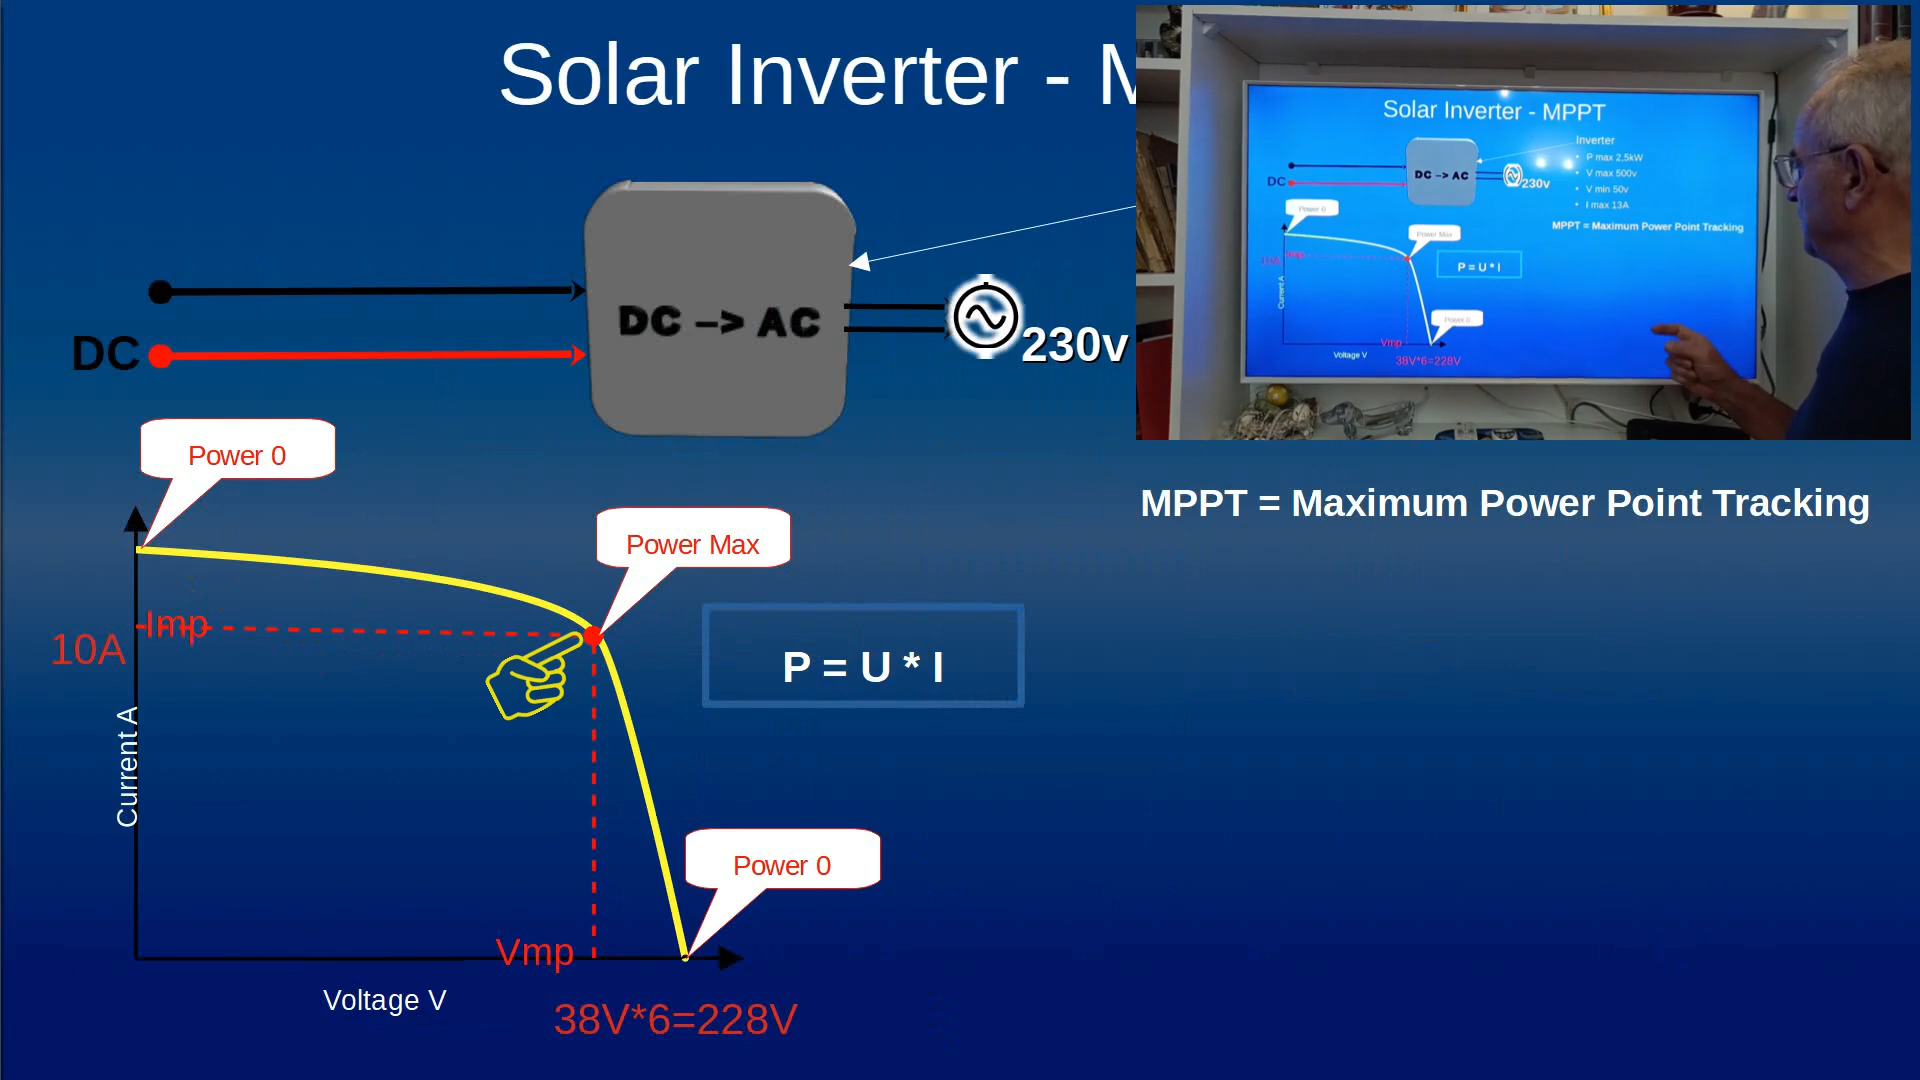 Solar Inverter - M
DC
DC –> AC
230v
Power 0
Power Max
Imp
10A
P = U * I
Current A
Power 0
Vmp
Voltage V
38V*6=228V
Solar Inverter - MPPT
Inverter
• P max 2,5kW
• V max 500v
• V min 50v
• I max 13A
DC
DC –> AC
230v
MPPT = Maximum Power Point Tracking
Power 0
Power Max
10A
Imp
P = U * I
Current A
Power 0
Vmp
Voltage V
38V*6=228V
MPPT = Maximum Power Point Tracking